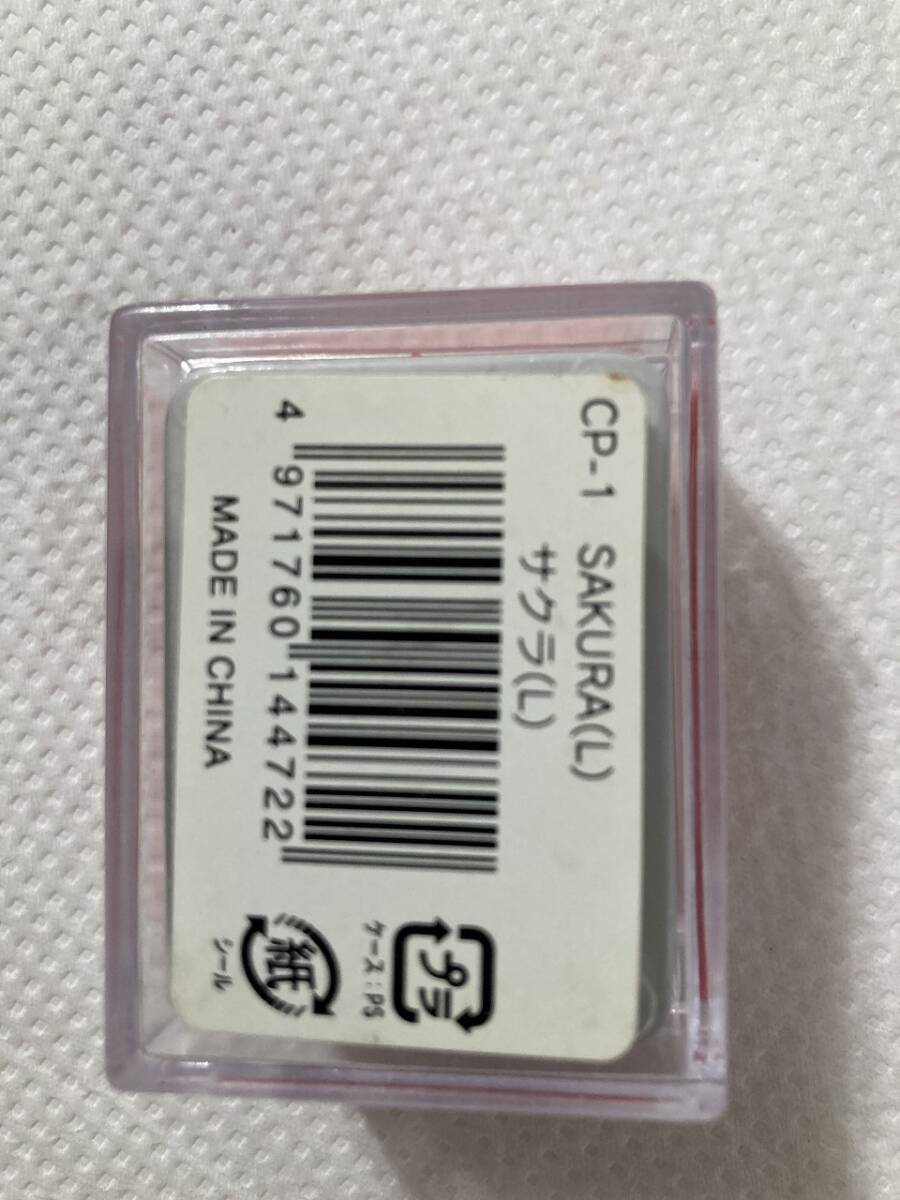 CP-1 SAKURA(L)
サクラ(L)
4 971760 144722
MADE IN CHINA
プラ
ケース:PS
紙
シール